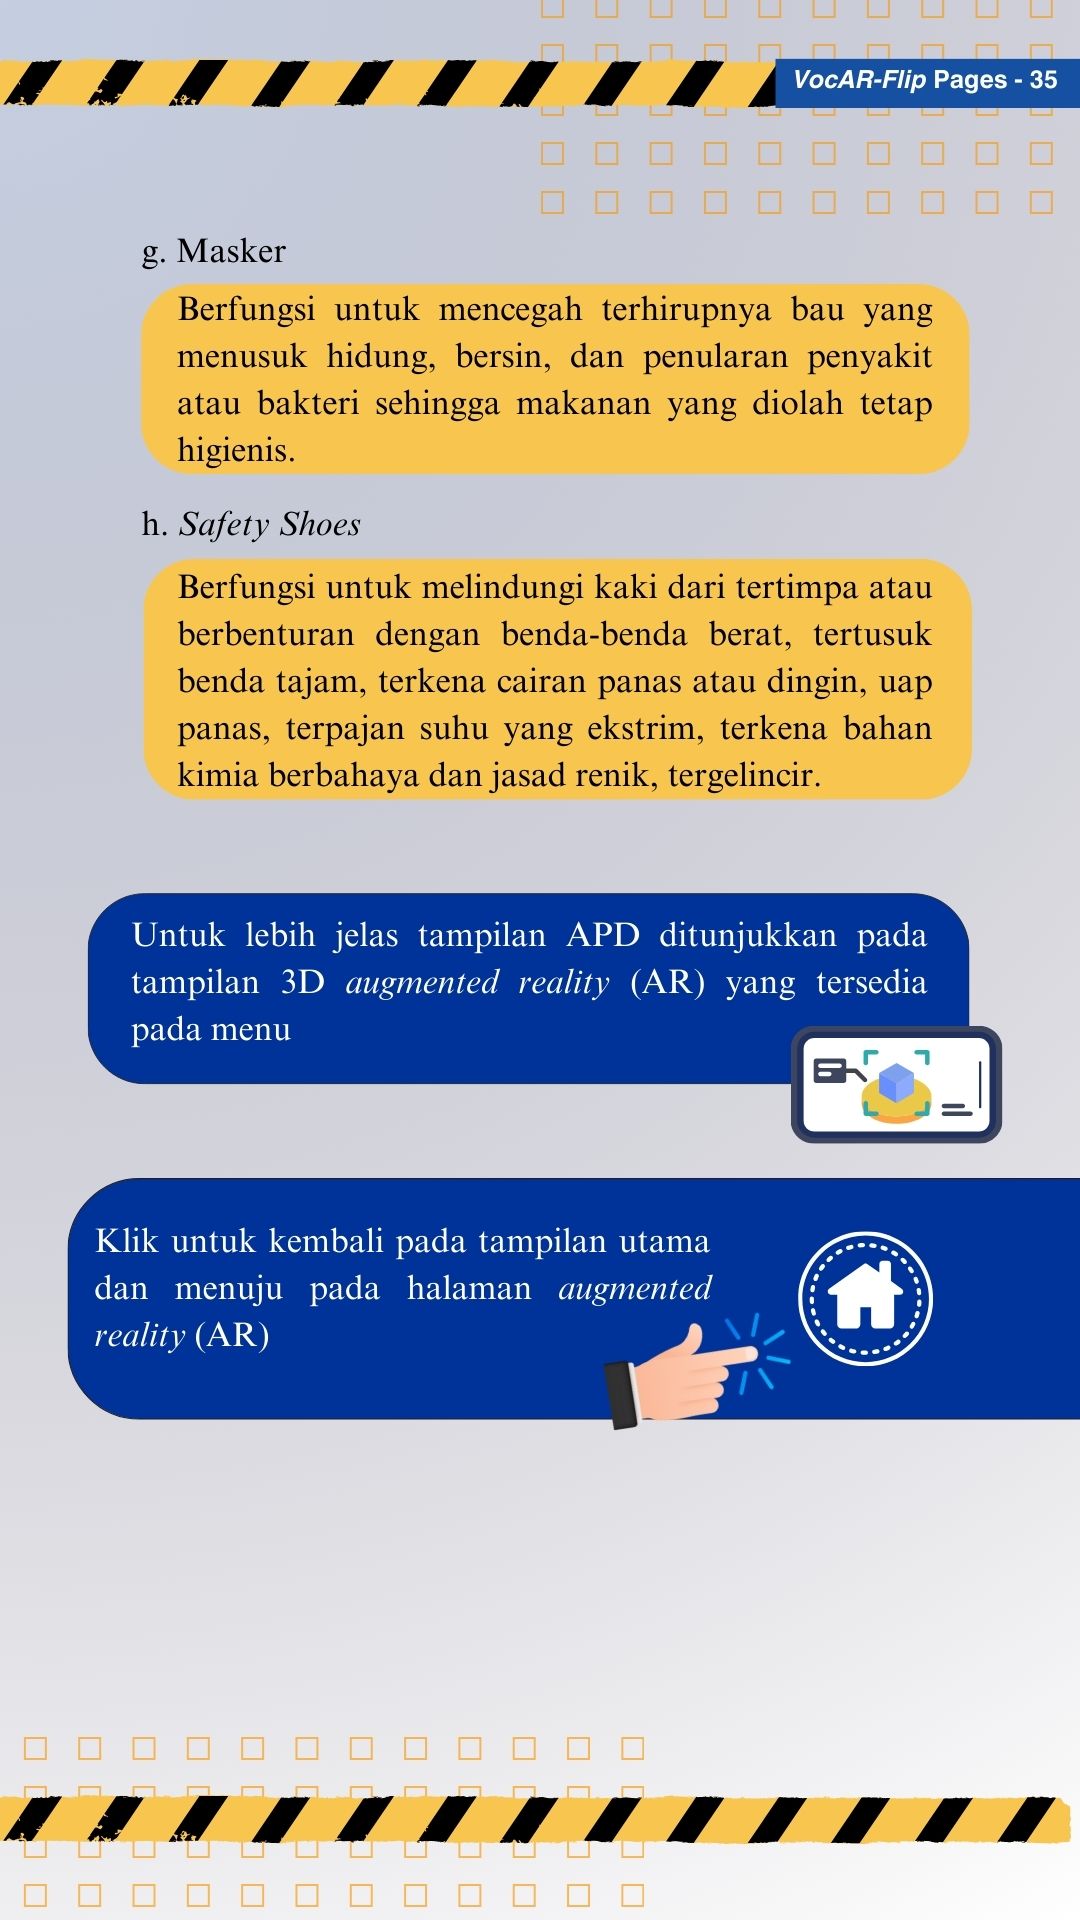 VocAR-Flip Pages - 35
g. Masker
Berfungsi untuk mencegah terhirupnya bau yang
menusuk hidung, bersin, dan penularan penyakit
atau bakteri sehingga makanan yang diolah tetap
higienis.
h. Safety Shoes
Berfungsi untuk melindungi kaki dari tertimpa atau
berbenturan dengan benda-benda berat, tertusuk
benda tajam, terkena cairan panas atau dingin, uap
panas, terpajan suhu yang ekstrim, terkena bahan
kimia berbahaya dan jasad renik, tergelincir.
Untuk lebih jelas tampilan APD ditunjukkan pada
tampilan 3D augmented reality (AR) yang tersedia
pada menu
Klik untuk kembali pada tampilan utama
dan menuju pada halaman augmented
reality (AR)